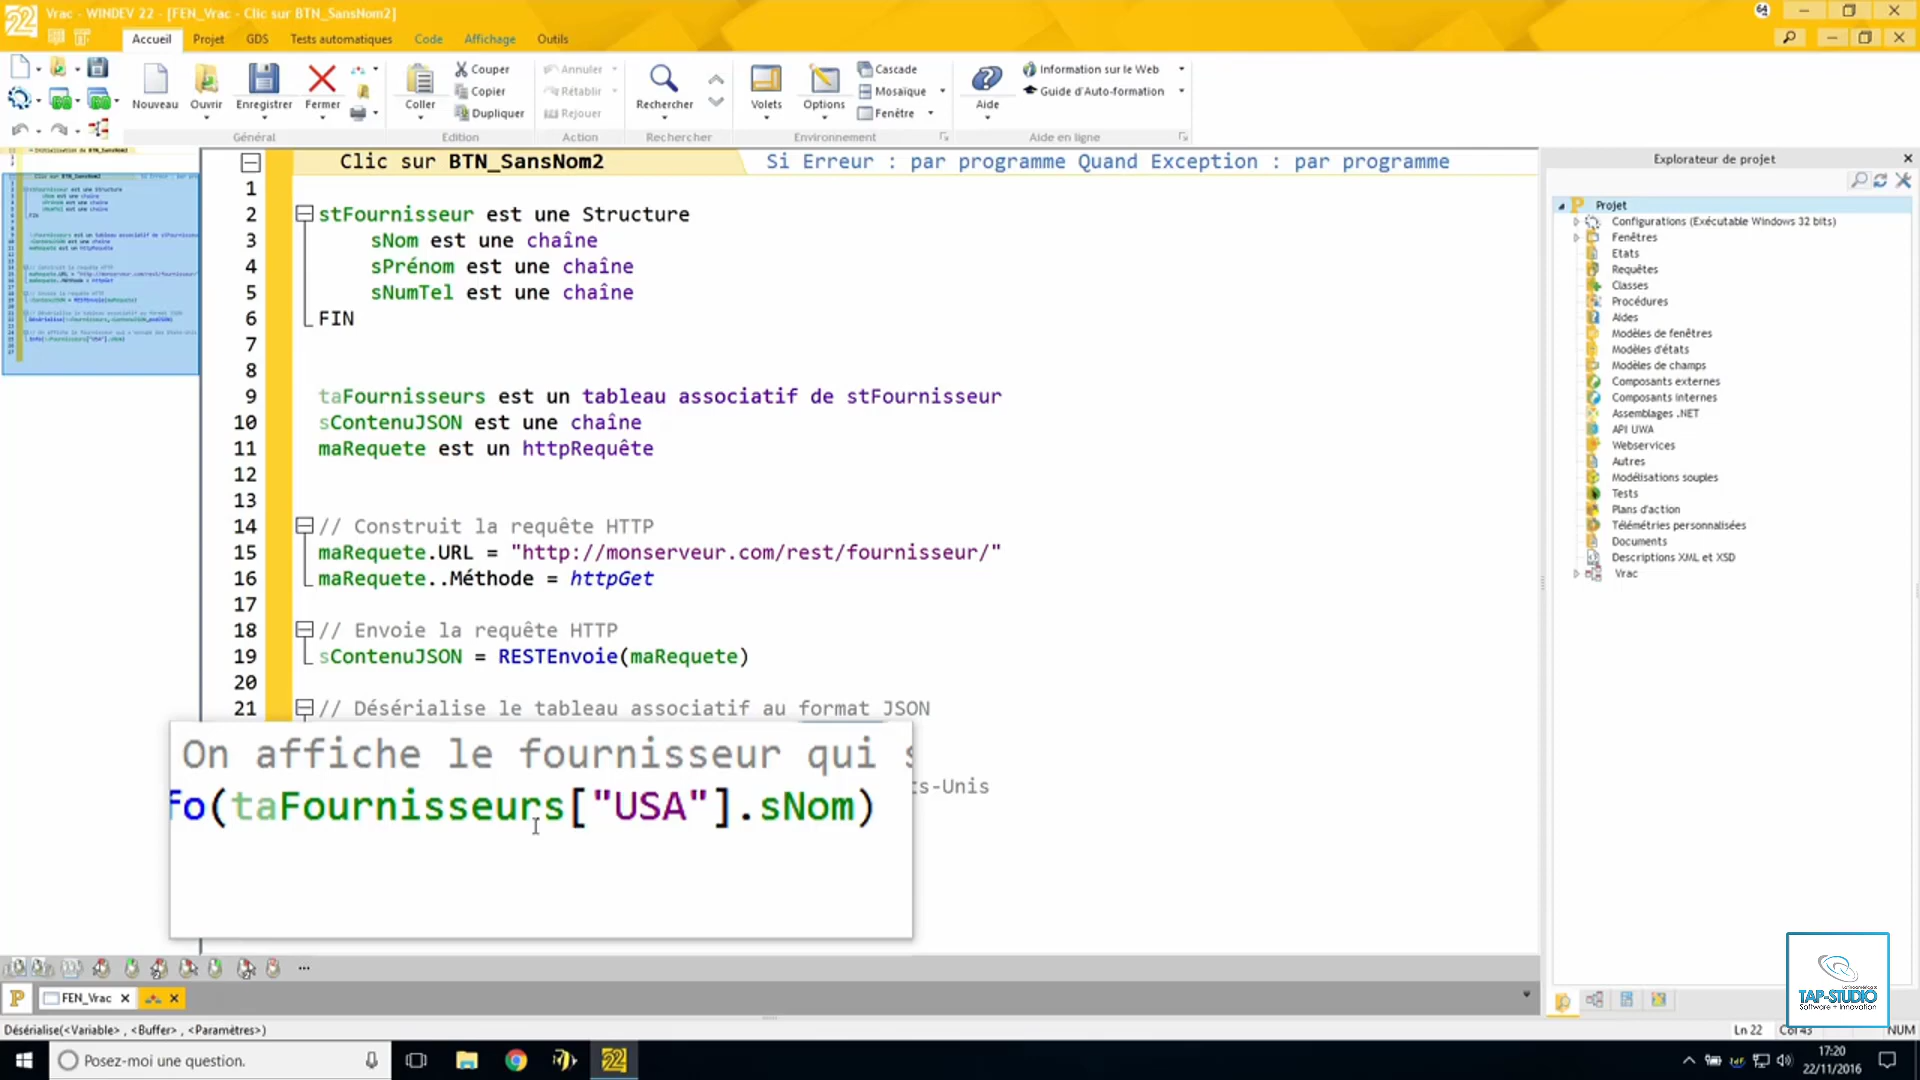 Vrac - WINDEV 22 - [FEN_Vrac - Clic sur BTN_SansNom2]
64
Accueil Projet GDS Tests automatiques Code Affichage Outils
Nouveau Ouvrir Enregistrer Fermer
Coller Couper Copier Dupliquer
Annuler Rétablir Rejouer
Rechercher
Volets Options Cascade Mosaïque Fenêtre
Aide Information sur le Web
Guide d'Auto-formation
Général Edition Action Rechercher Environnement Aide en ligne
Clic sur BTN_SansNom2 Si Erreur : par programme Quand Exception : par programme
1
2 stFournisseur est une Structure
3 sNom est une chaîne
4 sPrénom est une chaîne
5 sNumTel est une chaîne
6 FIN
7
8
9 taFournisseurs est un tableau associatif de stFournisseur
10 sContenuJSON est une chaîne
11 maRequete est un httpRequête
12
13
14 // Construit la requête HTTP
15 maRequete.URL = "http://monserveur.com/rest/fournisseur/"
16 maRequete..Méthode = httpGet
17
18 // Envoie la requête HTTP
19 sContenuJSON = RESTEnvoie(maRequete)
20
21 // Désérialise le tableau associatif au format JSON
On affiche le fournisseur qui s
ts-Unis
fo(taFournisseurs["USA"].sNom)
Explorateur de projet
Projet
Configurations (Exécutable Windows 32 bits)
Fenêtres
Etats
Requêtes
Classes
Procédures
Aides
Modèles de fenêtres
Modèles d'états
Modèles de champs
Composants externes
Composants internes
Assemblages .NET
API UWA
Webservices
Autres
Modélisations souples
Tests
Plans d'action
Télémétries personnalisées
Documents
Descriptions XML et XSD
Vrac
TAP-STUDIO
Software + Innovation
FEN_Vrac
Désérialise(<Variable> , <Buffer> , <Paramètres>)
Ln 22 Col 43 NUM
Posez-moi une question.
22
17:20
22/11/2016